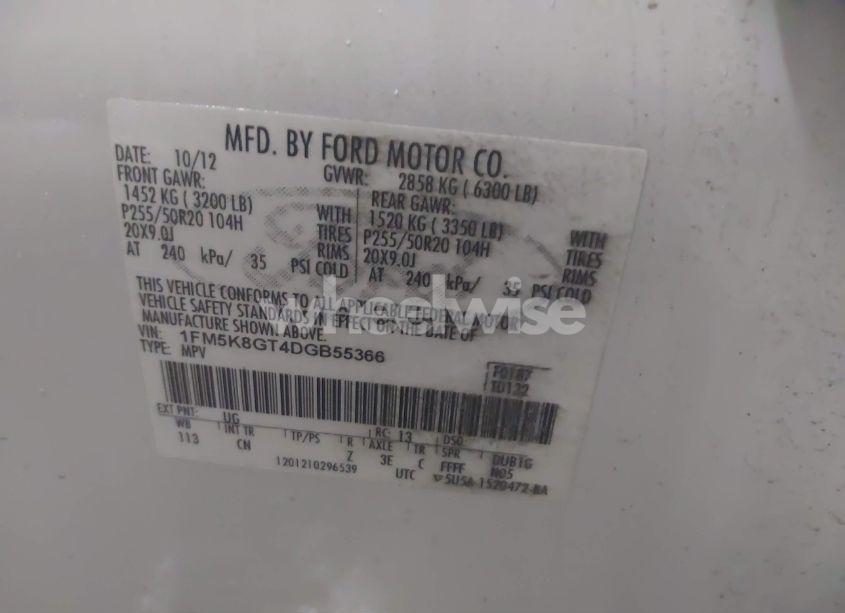 MFD. BY FORD MOTOR CO.
DATE: 10/12 GVWR: 2858 KG ( 6300 LB)
FRONT GAWR: REAR GAWR:
1452 KG ( 3200 LB) WITH 1520 KG ( 3350 LB) WITH
P255/50R20 104H TIRES P255/50R20 104H TIRES
20X9.0J RIMS 20X9.0J RIMS
AT 240 kPa/ 35 PSI COLD AT 240 kPa/ 35 PSI COLD
THIS VEHICLE CONFORMS TO ALL APPLICABLE FEDERAL MOTOR
VEHICLE SAFETY STANDARDS IN EFFECT ON THE DATE OF
MANUFACTURE SHOWN ABOVE.
wheelwise
VIN: 1FM5K8GT4DGB55366
TYPE: MPV
F0187
T0122
EXT PNT: UG RC: 13 DSO:
WB INT TR TP/PS R AXLE TR SPR DUB1G
113 CN Z 3E C FFFF N05
1201210296539 UTC 5U5A-1520472-BA